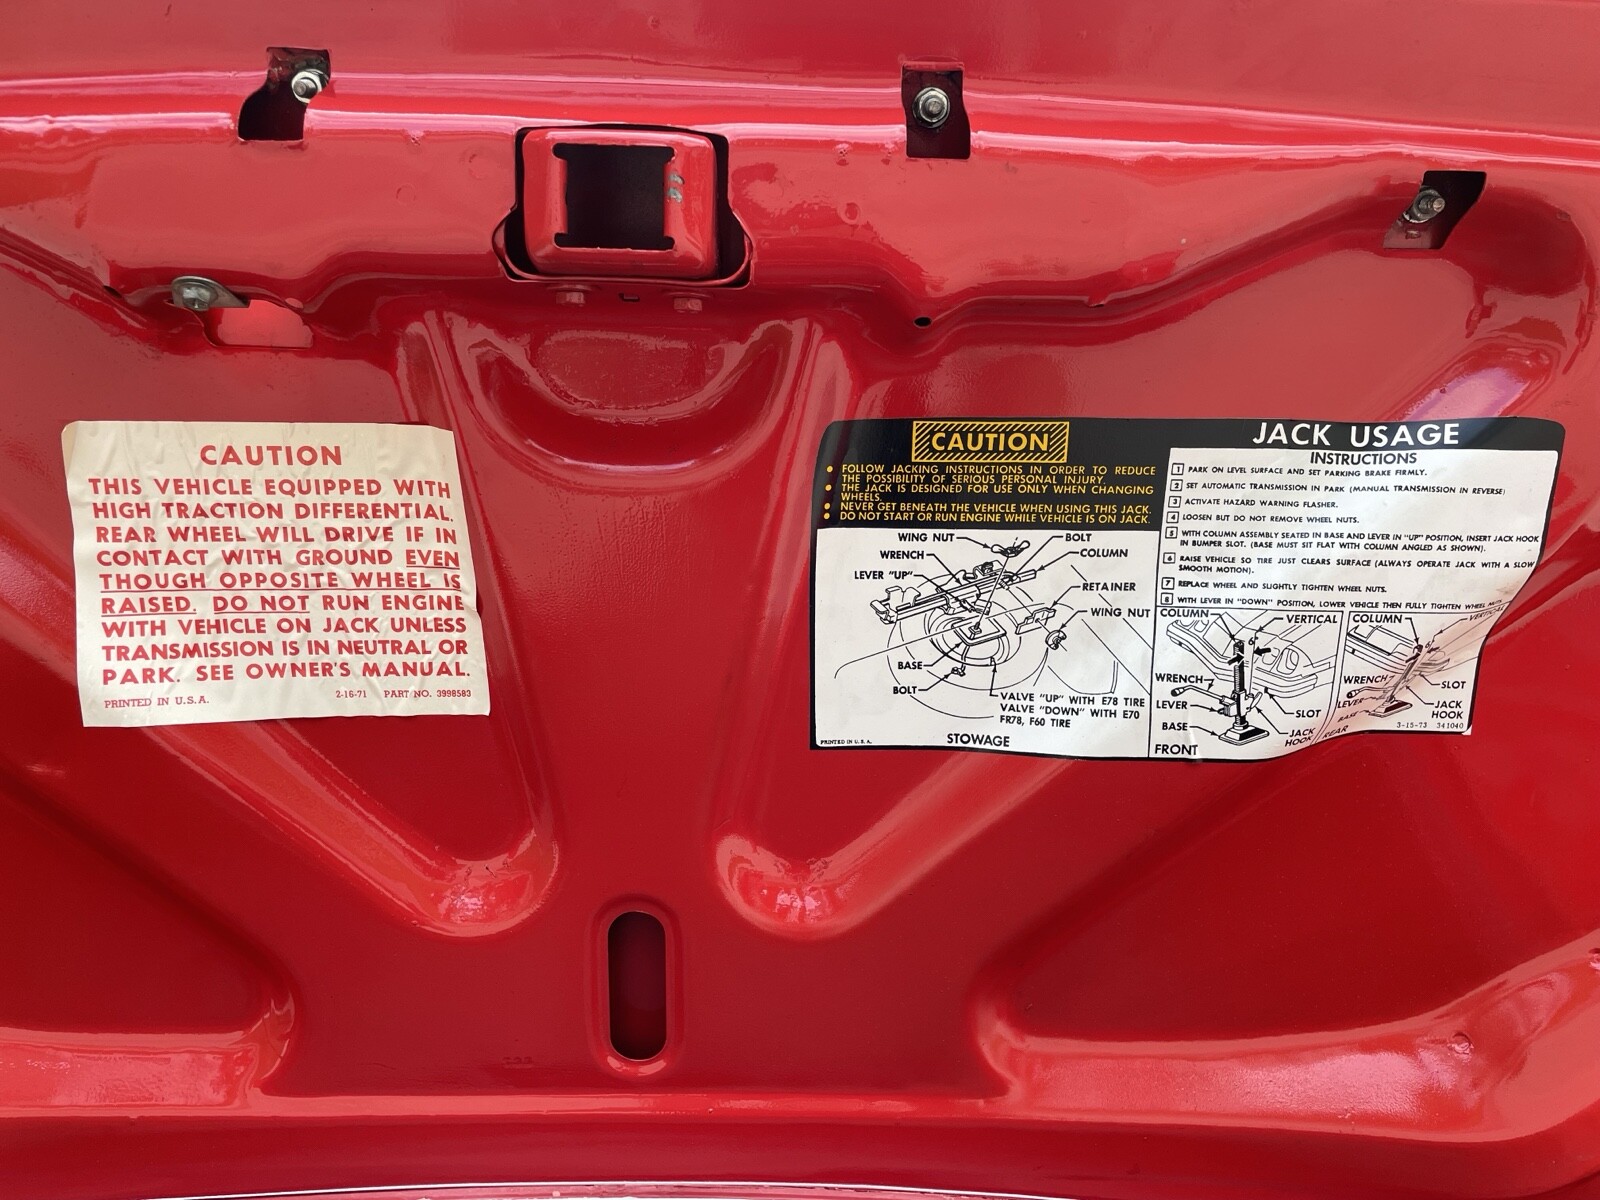 CAUTION
THIS VEHICLE EQUIPPED WITH
HIGH TRACTION DIFFERENTIAL.
REAR WHEEL WILL DRIVE IF IN
CONTACT WITH GROUND EVEN
THOUGH OPPOSITE WHEEL IS
RAISED. DO NOT RUN ENGINE
WITH VEHICLE ON JACK UNLESS
TRANSMISSION IS IN NEUTRAL OR
PARK. SEE OWNER'S MANUAL.
PRINTED IN U.S.A. 2-16-71 PART NO. 3998583
CAUTION
• FOLLOW JACKING INSTRUCTIONS IN ORDER TO REDUCE
THE POSSIBILITY OF SERIOUS PERSONAL INJURY.
• THE JACK IS DESIGNED FOR USE ONLY WHEN CHANGING
WHEELS.
• NEVER GET BENEATH THE VEHICLE WHEN USING THIS JACK.
• DO NOT START OR RUN ENGINE WHILE VEHICLE IS ON JACK.
WING NUT
BOLT
WRENCH
COLUMN
LEVER "UP"
RETAINER
WING NUT
BASE
BOLT
VALVE "UP" WITH E78 TIRE
VALVE "DOWN" WITH E70
FR78, F60 TIRE
PRINTED IN U.S.A.
STOWAGE
JACK USAGE
INSTRUCTIONS
1 PARK ON LEVEL SURFACE AND SET PARKING BRAKE FIRMLY.
2 SET AUTOMATIC TRANSMISSION IN PARK (MANUAL TRANSMISSION IN REVERSE)
3 ACTIVATE HAZARD WARNING FLASHER.
4 LOOSEN BUT DO NOT REMOVE WHEEL NUTS.
5 WITH COLUMN ASSEMBLY SEATED IN BASE AND LEVER IN "UP" POSITION, INSERT JACK HOOK
IN BUMPER SLOT. (BASE MUST SIT FLAT WITH COLUMN ANGLED AS SHOWN).
6 RAISE VEHICLE SO TIRE JUST CLEARS SURFACE (ALWAYS OPERATE JACK WITH A SLOW
SMOOTH MOTION).
7 REPLACE WHEEL AND SLIGHTLY TIGHTEN WHEEL NUTS.
8 WITH LEVER IN "DOWN" POSITION, LOWER VEHICLE THEN FULLY TIGHTEN WHEEL NUTS.
COLUMN
VERTICAL
WRENCH
LEVER
SLOT
BASE
JACK
HOOK
FRONT
COLUMN
VERTICAL
WRENCH
SLOT
LEVER
JACK
HOOK
BASE
REAR
3-15-73 341040